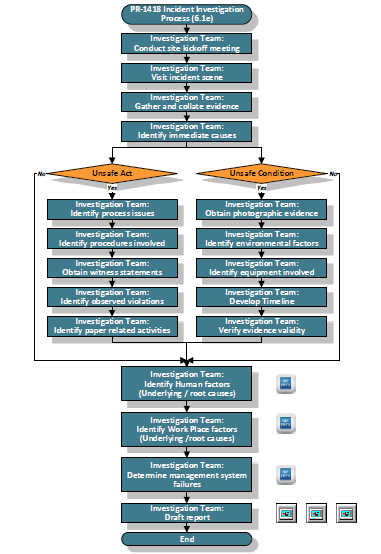 PR-1418 Incident Investigation
Process (6.1e)
Investigation Team:
Conduct site kickoff meeting
Investigation Team:
Visit incident scene
Investigation Team:
Gather and collate evidence
Investigation Team:
Identify immediate causes
No
Unsafe Act
Yes
Unsafe Condition
No
Yes
Investigation Team:
Identify process issues
Investigation Team:
Identify procedures involved
Investigation Team:
Obtain witness statements
Investigation Team:
Identify observed violations
Investigation Team:
Identify paper related activities
Investigation Team:
Obtain photographic evidence
Investigation Team:
Identify environmental factors
Investigation Team:
Identify equipment involved
Investigation Team:
Develop Timeline
Investigation Team:
Verify evidence validity
Investigation Team:
Identify Human factors
(Underlying / root causes)
Investigation Team:
Identify Work Place factors
(Underlying /root causes)
Investigation Team:
Determine management system
failures
Investigation Team:
Draft report
End